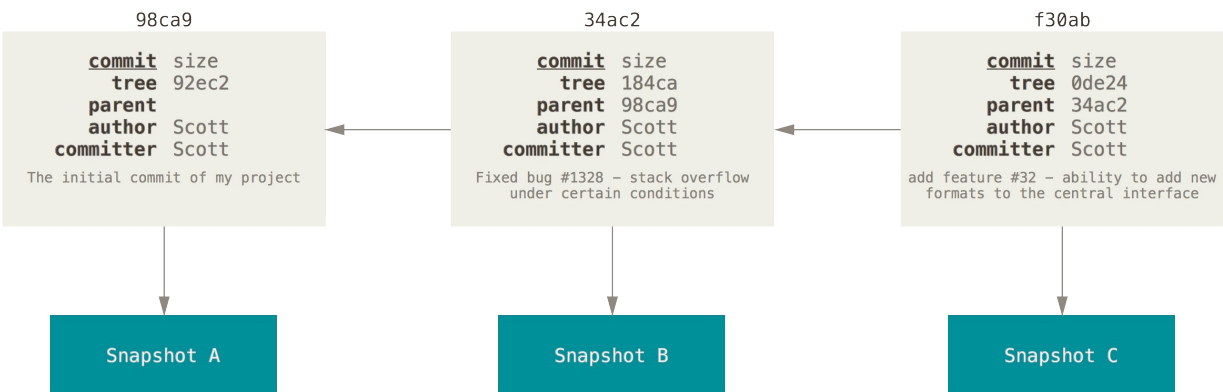 98ca9
commit size
tree 92ec2
parent
author Scott
committer Scott
The initial commit of my project
Snapshot A
34ac2
commit size
tree 184ca
parent 98ca9
author Scott
committer Scott
Fixed bug #1328 – stack overflow
under certain conditions
Snapshot B
f30ab
commit size
tree 0de24
parent 34ac2
author Scott
committer Scott
add feature #32 – ability to add new
formats to the central interface
Snapshot C